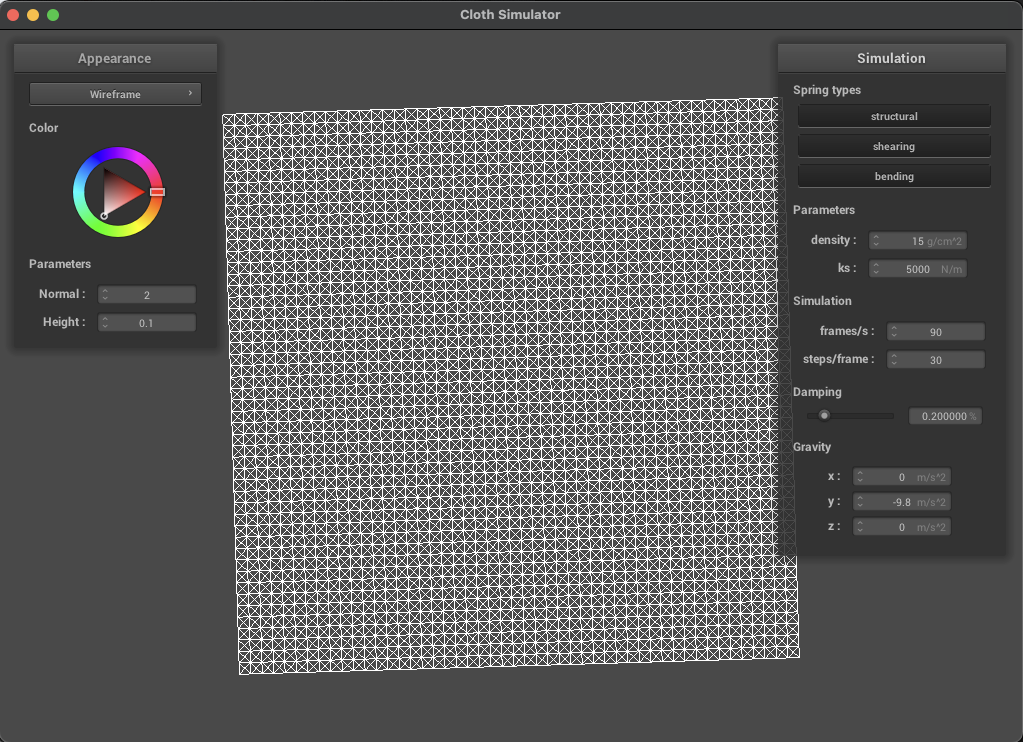 Cloth Simulator
Appearance
Wireframe
Color
Parameters
Normal : 2
Height : 0.1
Simulation
Spring types
structural
shearing
bending
Parameters
density : 15 g/cm^2
ks : 5000 N/m
Simulation
frames/s : 90
steps/frame : 30
Damping
0.200000 %
Gravity
x : 0 m/s^2
y : -9.8 m/s^2
z : 0 m/s^2